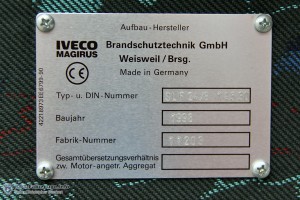 Aufbau - Hersteller
IVECO
MAGIRUS
Brandschutztechnik GmbH
Weisweil / Brsg.
Made in Germany
Typ- u. DIN-Nummer
Baujahr
Fabrik-Nummer
Gesamtübersetzungsverhältnis
zw. Motor-angetr. Aggregat